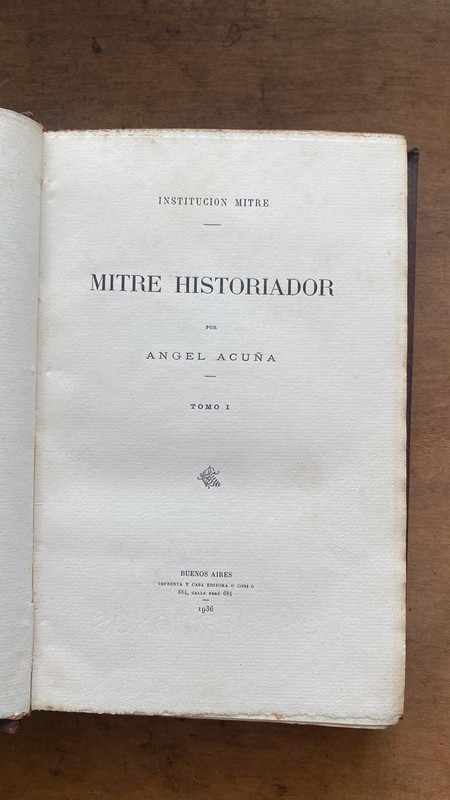 INSTITUCION MITRE
MITRE HISTORIADOR
POR
ANGEL ACUÑA
TOMO I
BUENOS AIRES
IMPRENTA Y CASA EDITORA « CONI »
684, CALLE PERÚ 684
1936